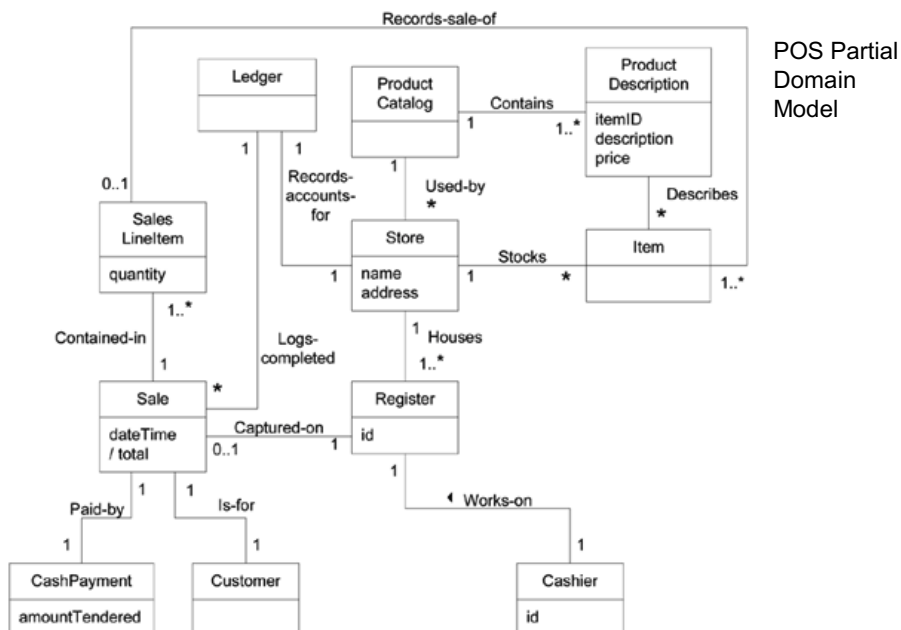 Records-sale-of
POS Partial
Domain
Model
Ledger
Product
Catalog
Product
Description
itemID
description
price
Contains
1
1..*
1
1
1
Records-
accounts-
for
Used-by
*
Describes
*
0..1
Sales
LineItem
quantity
Store
name
address
Stocks
1
1
*
Item
1..*
1..*
Contained-in
1
Logs-
completed
*
1
Houses
1..*
Sale
dateTime
/ total
Captured-on
0..1
1
Register
id
1
1
1
Paid-by
Is-for
Works-on
1
1
1
CashPayment
amountTendered
Customer
Cashier
id